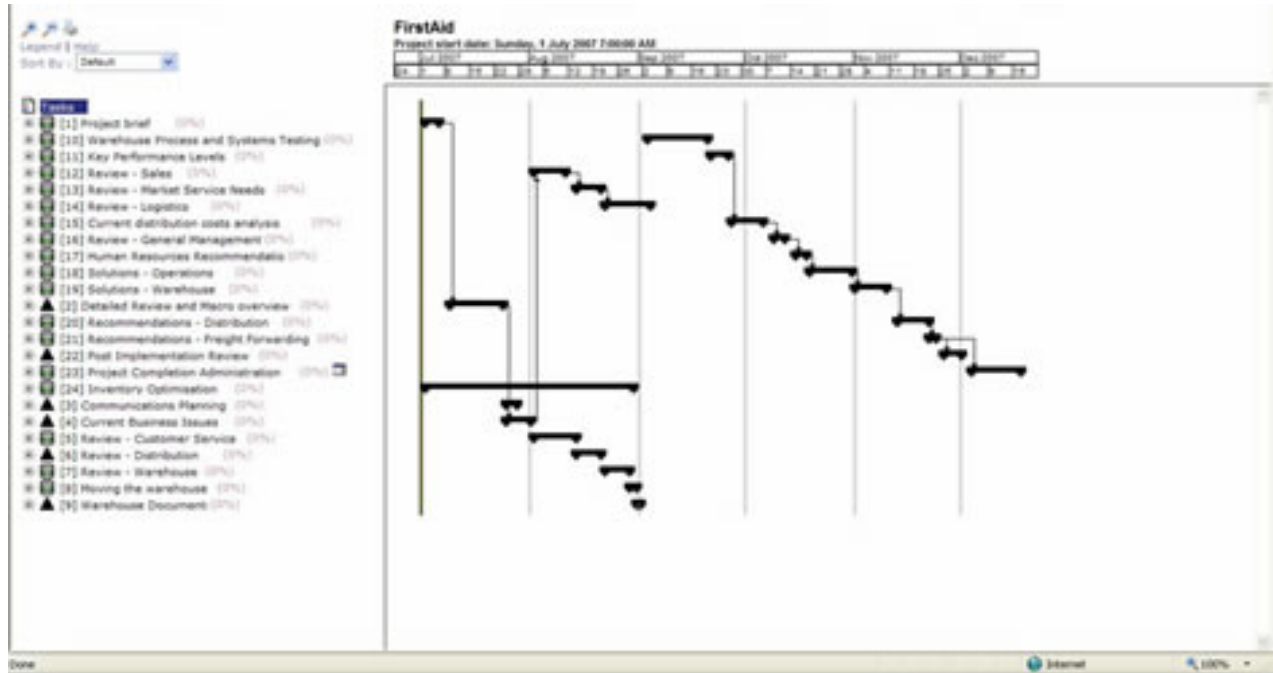 Legend | Help
Sort By : Default
FirstAid
Project start date: Sunday, 1 July 2007 7:00:00 AM
Jul 2007 Aug 2007 Sep 2007 Oct 2007 Nov 2007 Dec 2007
Tasks
[1] Project brief (0%)
[10] Warehouse Process and Systems Testing (0%)
[11] Key Performance Levels (0%)
[12] Review - Sales (0%)
[13] Review - Market Service Needs (0%)
[14] Review - Logistics (0%)
[15] Current distribution costs analysis (0%)
[16] Review - General Management (0%)
[17] Human Resources Recommendatio (0%)
[18] Solutions - Operations (0%)
[19] Solutions - Warehouse (0%)
[2] Detailed Review and Macro overview (0%)
[20] Recommendations - Distribution (0%)
[21] Recommendations - Freight Forwarding (0%)
[22] Post Implementation Review (0%)
[23] Project Completion Administration (0%)
[24] Inventory Optimisation (0%)
[3] Communications Planning (0%)
[4] Current Business Issues (0%)
[5] Review - Customer Service (0%)
[6] Review - Distribution (0%)
[7] Review - Warehouse (0%)
[8] Moving the warehouse (0%)
[9] Warehouse Document (0%)
Done Internet 100%